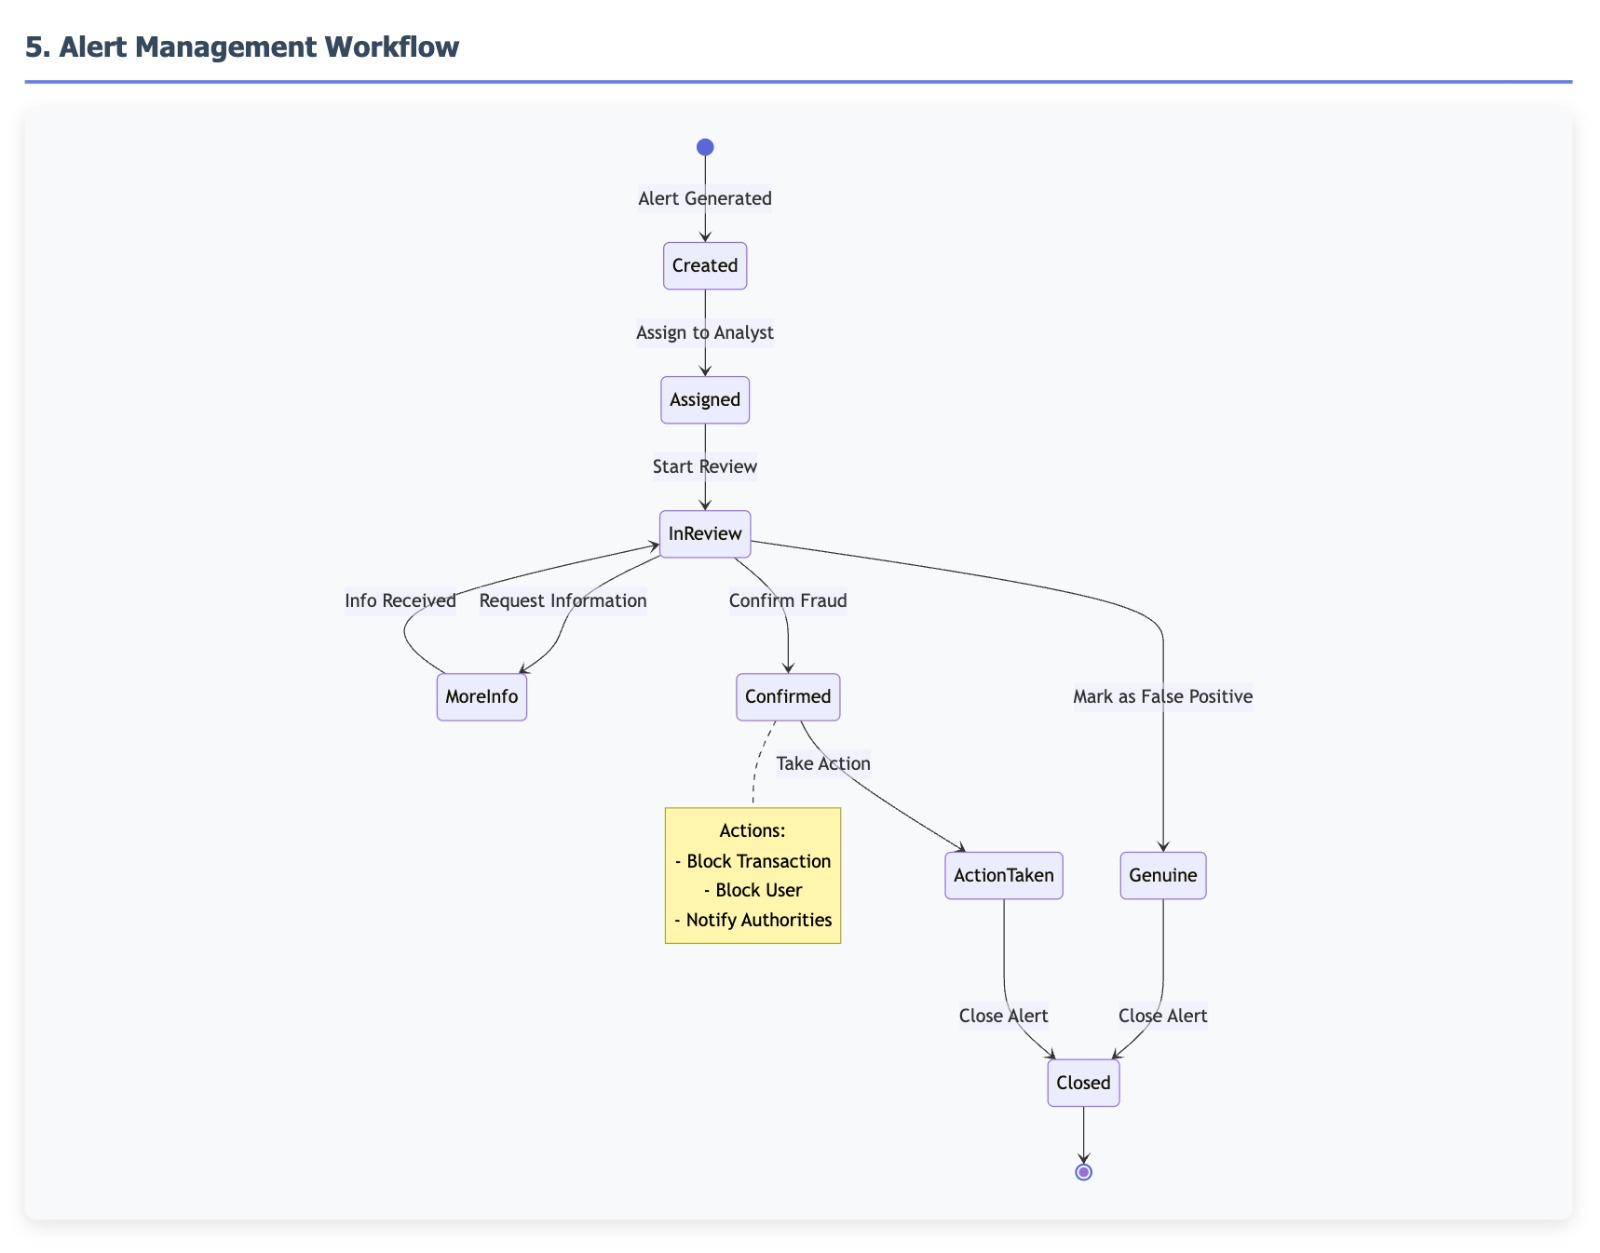 5. Alert Management Workflow
Alert Generated
Created
Assign to Analyst
Assigned
Start Review
InReview
Info Received
Request Information
Confirm Fraud
MoreInfo
Confirmed
Mark as False Positive
Take Action
Actions:
- Block Transaction
- Block User
- Notify Authorities
ActionTaken
Genuine
Close Alert
Close Alert
Closed